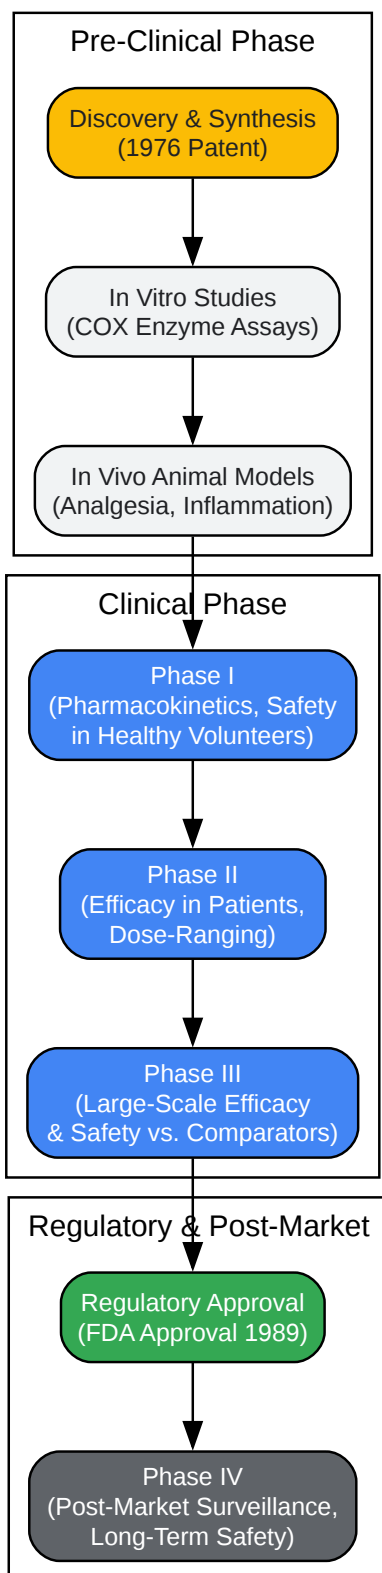 Pre-Clinical Phase
Discovery & Synthesis
(1976 Patent)
In Vitro Studies
(COX Enzyme Assays)
In Vivo Animal Models
(Analgesia, Inflammation)
Clinical Phase
Phase I
(Pharmacokinetics, Safety
in Healthy Volunteers)
Phase II
(Efficacy in Patients,
Dose-Ranging)
Phase III
(Large-Scale Efficacy
& Safety vs. Comparators)
Regulatory & Post-Market
Regulatory Approval
(FDA Approval 1989)
Phase IV
(Post-Market Surveillance,
Long-Term Safety)